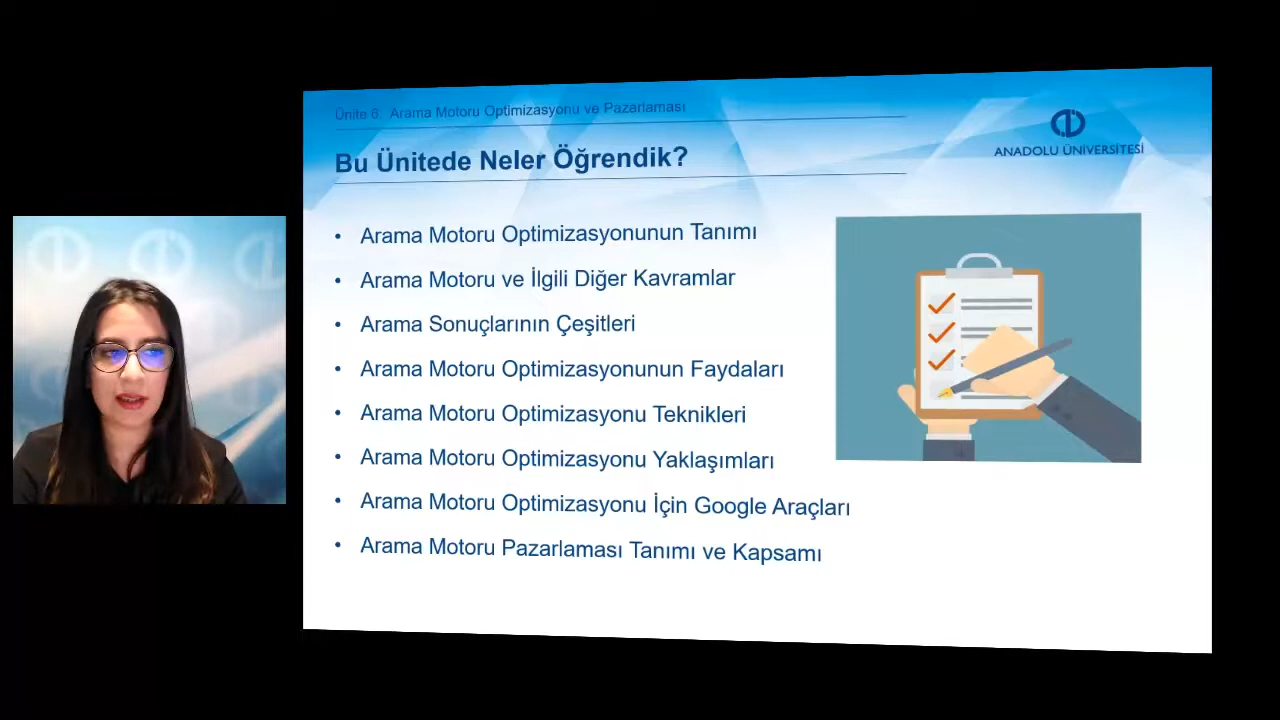 Ünite 6: Arama Motoru Optimizasyonu ve Pazarlaması
Bu Ünitede Neler Öğrendik?
ANADOLU ÜNİVERSİTESİ
• Arama Motoru Optimizasyonunun Tanımı
• Arama Motoru ve İlgili Diğer Kavramlar
• Arama Sonuçlarının Çeşitleri
• Arama Motoru Optimizasyonunun Faydaları
• Arama Motoru Optimizasyonu Teknikleri
• Arama Motoru Optimizasyonu Yaklaşımları
• Arama Motoru Optimizasyonu İçin Google Araçları
• Arama Motoru Pazarlaması Tanımı ve Kapsamı